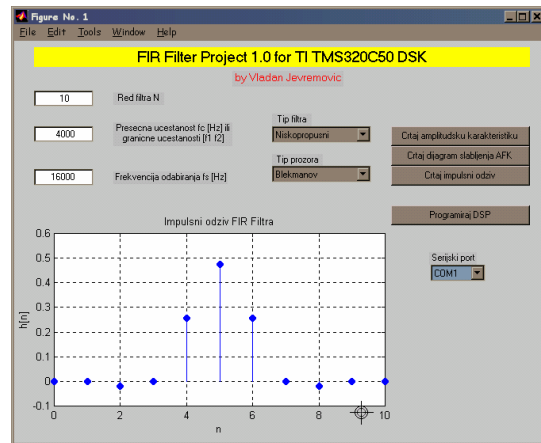 Figure No. 1
File Edit Tools Window Help
FIR Filter Project 1.0 for TI TMS320C50 DSK
by Vladan Jevremovic
10
Red filtra N
4000
Presecna ucestanost fc [Hz] ili
granicne ucestanosti [f1 f2]
16000
Frekvencija odabiranja fs [Hz]
Tip filtra
Niskopropusni
Tip prozora
Blekmanov
Crtaj amplitudsku karakteristiku
Crtaj dijagram slabljenja AFK
Crtaj impulsni odziv
Programiraj DSP
Serijski port
COM1
Impulsni odziv FIR Filtra
0.6
0.5
0.4
0.3
0.2
0.1
0
-0.1
h[n]
0 2 4 6 8 10
n